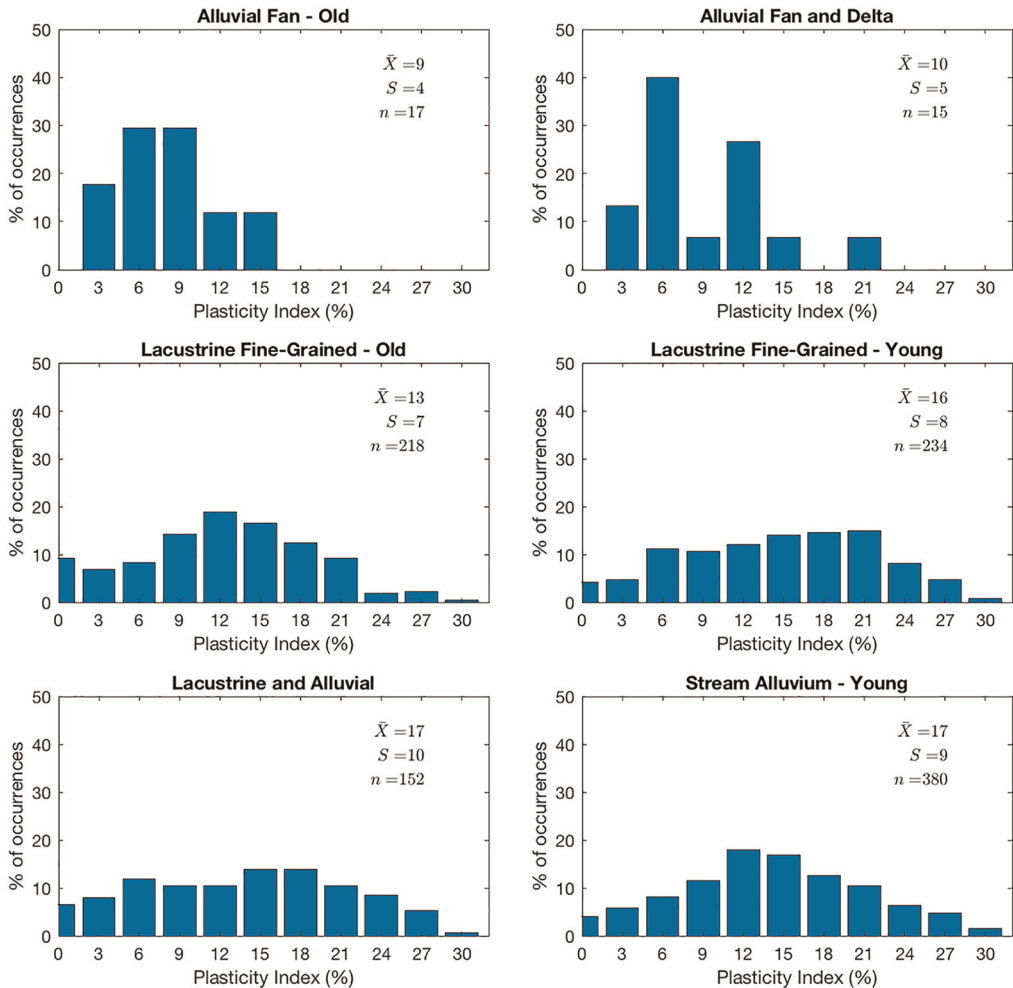 Alluvial Fan - Old
50
40
30
20
10
0
% of occurrences
X̄ =9
S =4
n =17
0 3 6 9 12 15 18 21 24 27 30
Plasticity Index (%)
Alluvial Fan and Delta
50
40
30
20
10
0
% of occurrences
X̄ =10
S =5
n =15
0 3 6 9 12 15 18 21 24 27 30
Plasticity Index (%)
Lacustrine Fine-Grained - Old
50
40
30
20
10
0
% of occurrences
X̄ =13
S =7
n =218
0 3 6 9 12 15 18 21 24 27 30
Plasticity Index (%)
Lacustrine Fine-Grained - Young
50
40
30
20
10
0
% of occurrences
X̄ =16
S =8
n =234
0 3 6 9 12 15 18 21 24 27 30
Plasticity Index (%)
Lacustrine and Alluvial
50
40
30
20
10
0
% of occurrences
X̄ =17
S =10
n =152
0 3 6 9 12 15 18 21 24 27 30
Plasticity Index (%)
Stream Alluvium - Young
50
40
30
20
10
0
% of occurrences
X̄ =17
S =9
n =380
0 3 6 9 12 15 18 21 24 27 30
Plasticity Index (%)